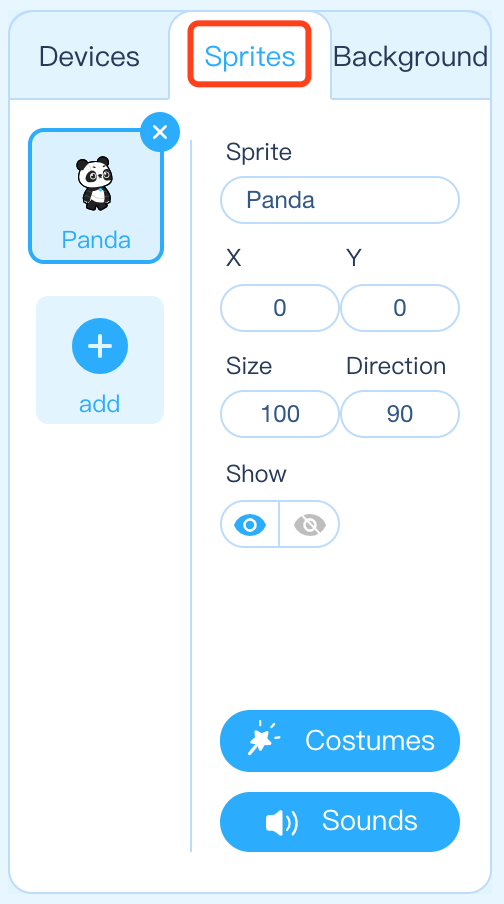 Devices Sprites Background
Panda
add
Sprite
Panda
X Y
0 0
Size Direction
100 90
Show
Costumes
Sounds